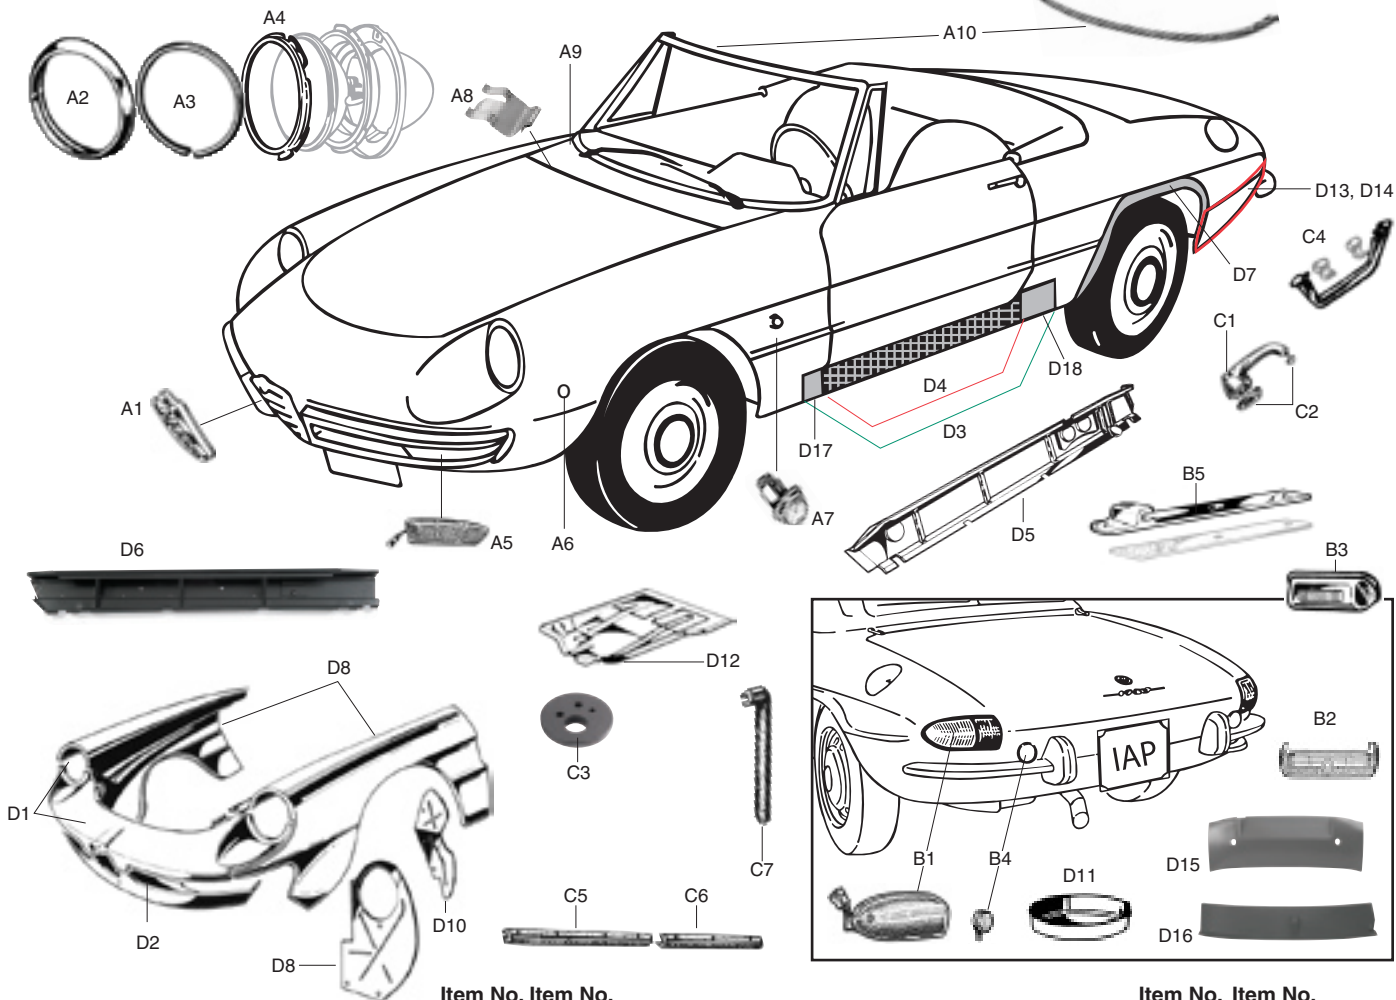 A4
A10
A9
A2
A3
A8
D13, D14
C4
D7
C1
D18
D4
A1
C2
D3
D17
B5
A7
D5
A5
A6
D6
B3
D12
D8
B2
IAP
C3
C7
D1
B1
B4
D15
D11
C5
C6
D10
D16
D2
D8
Item No. Item No.
Item No. Item No.